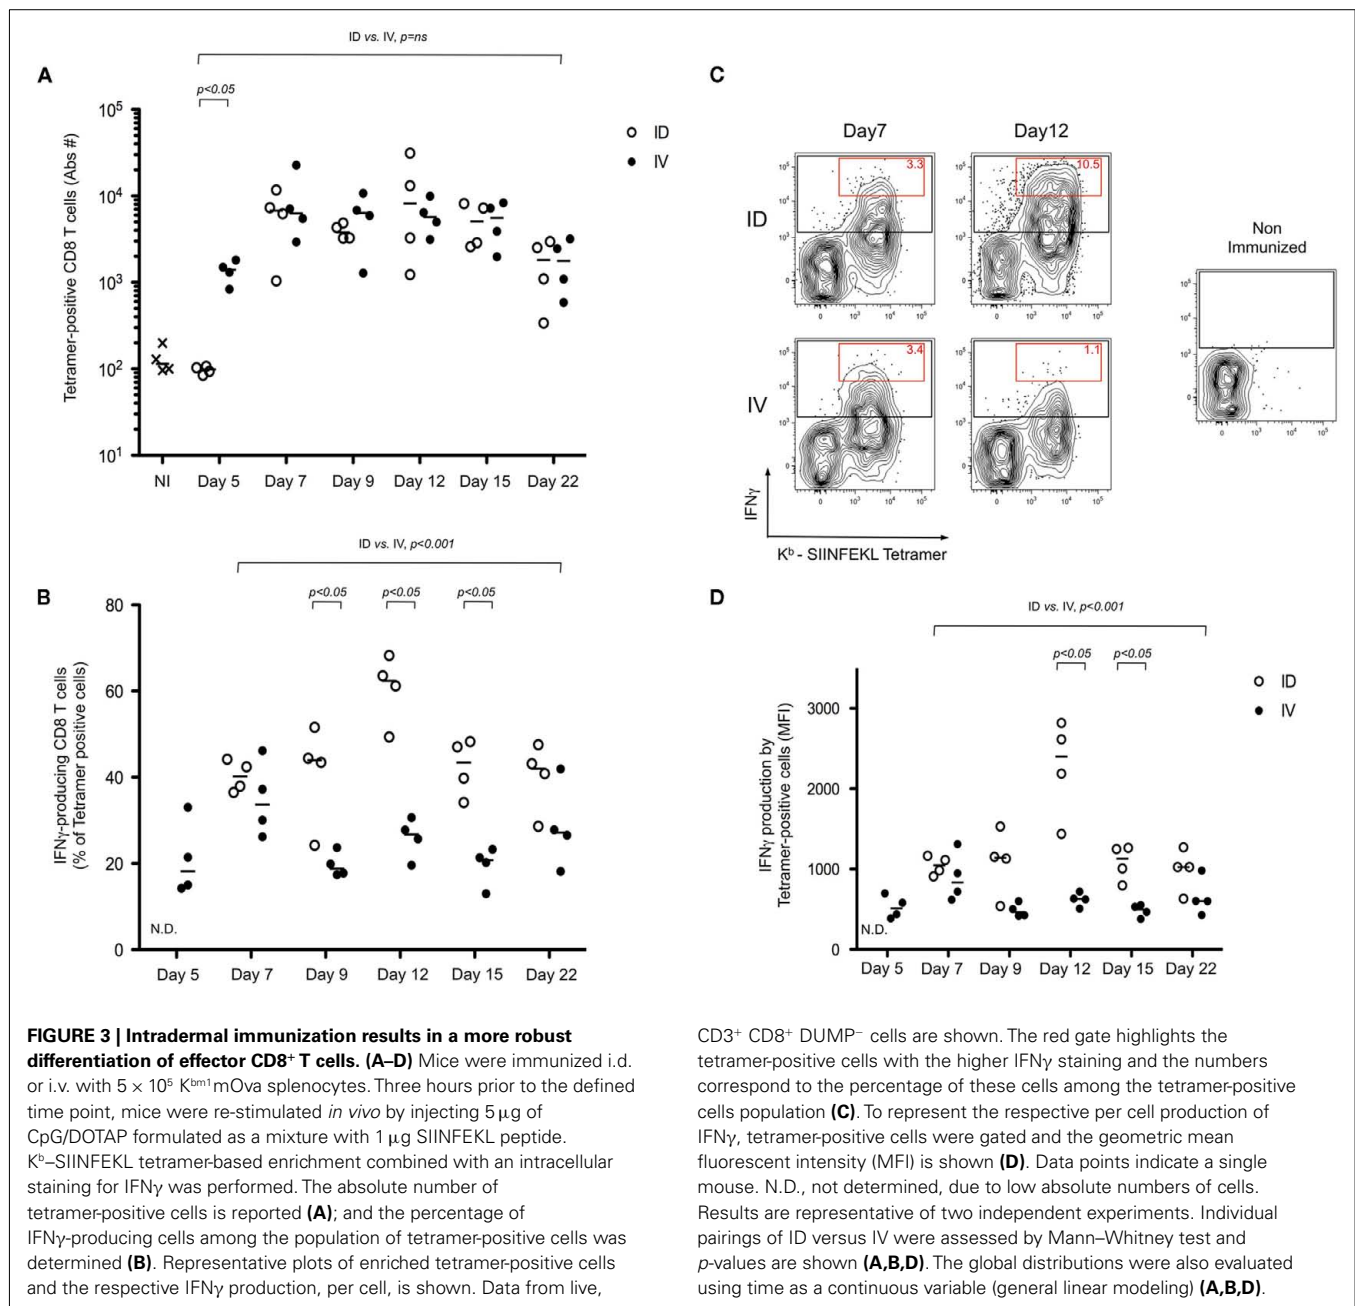 ID vs. IV, p=ns
A
p<0.05
10⁵
10⁴
10³
10²
10¹
Tetramer-positive CD8 T cells (Abs #)
NI Day 5 Day 7 Day 9 Day 12 Day 15 Day 22
ID
IV
C
Day7 Day12
ID
3.3
10.5
IV
3.4
1.1
Non
Immunized
10⁵
10⁴
10³
0
0 10³ 10⁴ 10⁵
IFNγ
Kᵇ - SIINFEKL Tetramer
ID vs. IV, p<0.001
B
p<0.05 p<0.05 p<0.05
80
60
40
20
0
IFNγ-producing CD8 T cells
(% of Tetramer positive cells)
N.D.
Day 5 Day 7 Day 9 Day 12 Day 15 Day 22
D
ID vs. IV, p<0.001
p<0.05 p<0.05
ID
IV
3000
2000
1000
0
IFNγ production by
Tetramer-positive cells (MFI)
N.D.
Day 5 Day 7 Day 9 Day 12 Day 15 Day 22
FIGURE 3 | Intradermal immunization results in a more robust
differentiation of effector CD8⁺ T cells. (A–D) Mice were immunized i.d.
or i.v. with 5 × 10⁵ Kᵇᵐ¹mOva splenocytes. Three hours prior to the defined
time point, mice were re-stimulated in vivo by injecting 5 μg of
CpG/DOTAP formulated as a mixture with 1 μg SIINFEKL peptide.
Kᵇ–SIINFEKL tetramer-based enrichment combined with an intracellular
staining for IFNγ was performed. The absolute number of
tetramer-positive cells is reported (A); and the percentage of
IFNγ-producing cells among the population of tetramer-positive cells was
determined (B). Representative plots of enriched tetramer-positive cells
and the respective IFNγ production, per cell, is shown. Data from live,
CD3⁺ CD8⁺ DUMP⁻ cells are shown. The red gate highlights the
tetramer-positive cells with the higher IFNγ staining and the numbers
correspond to the percentage of these cells among the tetramer-positive
cells population (C). To represent the respective per cell production of
IFNγ, tetramer-positive cells were gated and the geometric mean
fluorescent intensity (MFI) is shown (D). Data points indicate a single
mouse. N.D., not determined, due to low absolute numbers of cells.
Results are representative of two independent experiments. Individual
pairings of ID versus IV were assessed by Mann–Whitney test and
p-values are shown (A,B,D). The global distributions were also evaluated
using time as a continuous variable (general linear modeling) (A,B,D).